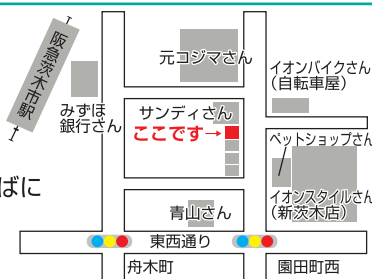 阪急茨木市駅
元コジマさん
イオンバイクさん
（自転車屋）
みずほ
銀行さん
サンディさん
ここです→
ペットショップさん
ばに
イオンスタイルさん
（新茨木店）
青山さん
東西通り
舟木町
園田町西